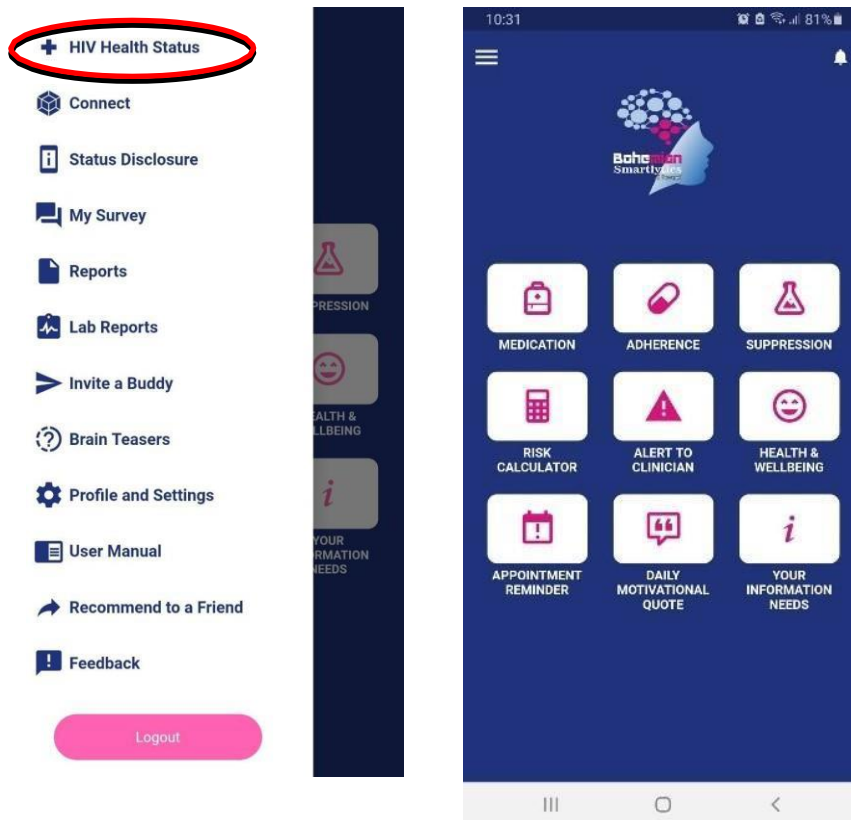 HIV Health Status
Connect
Status Disclosure
My Survey
Reports
Lab Reports
Invite a Buddy
Brain Teasers
Profile and Settings
User Manual
Recommend to a Friend
Feedback
Logout
PRESSION
EALTH &
LLBEING
YOUR
ORMATION
NEEDS
10:31
81%
Bohemian
Smartlytics
MEDICATION
ADHERENCE
SUPPRESSION
RISK
CALCULATOR
ALERT TO
CLINICIAN
HEALTH &
WELLBEING
APPOINTMENT
REMINDER
DAILY
MOTIVATIONAL
QUOTE
YOUR
INFORMATION
NEEDS